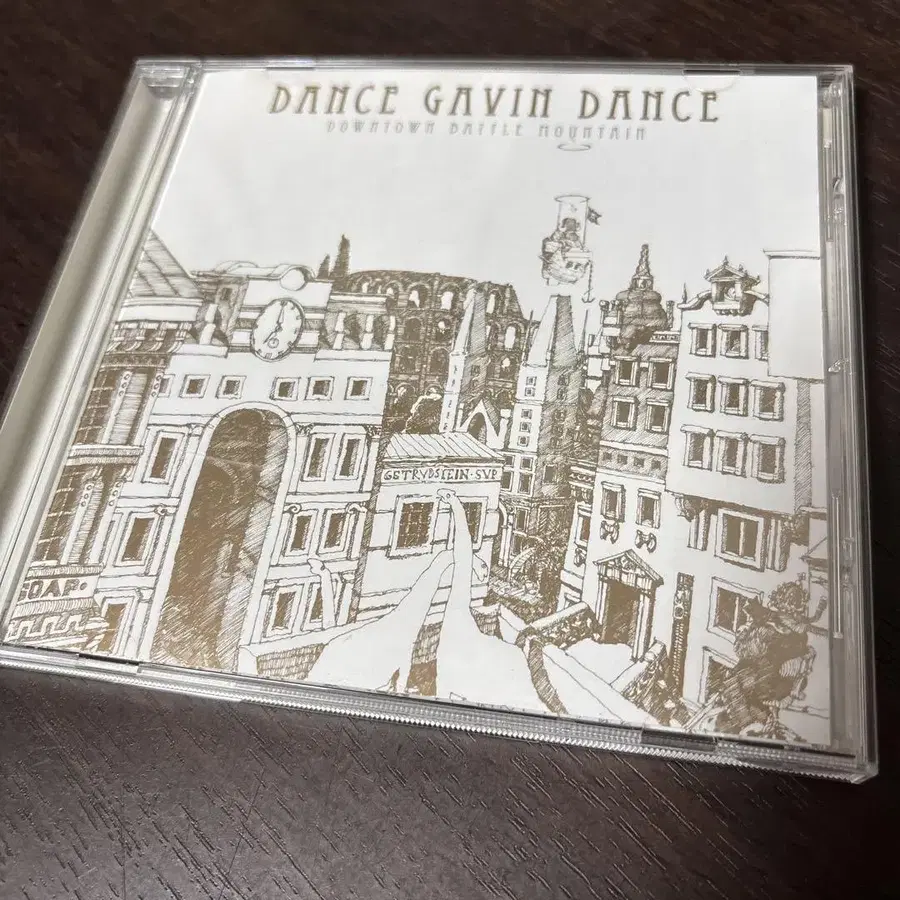 DANCE GAVIN DANCE
DOWNTOWN BATTLE MOUNTAIN
GETRVDSTEIN·SVP
SOAP·